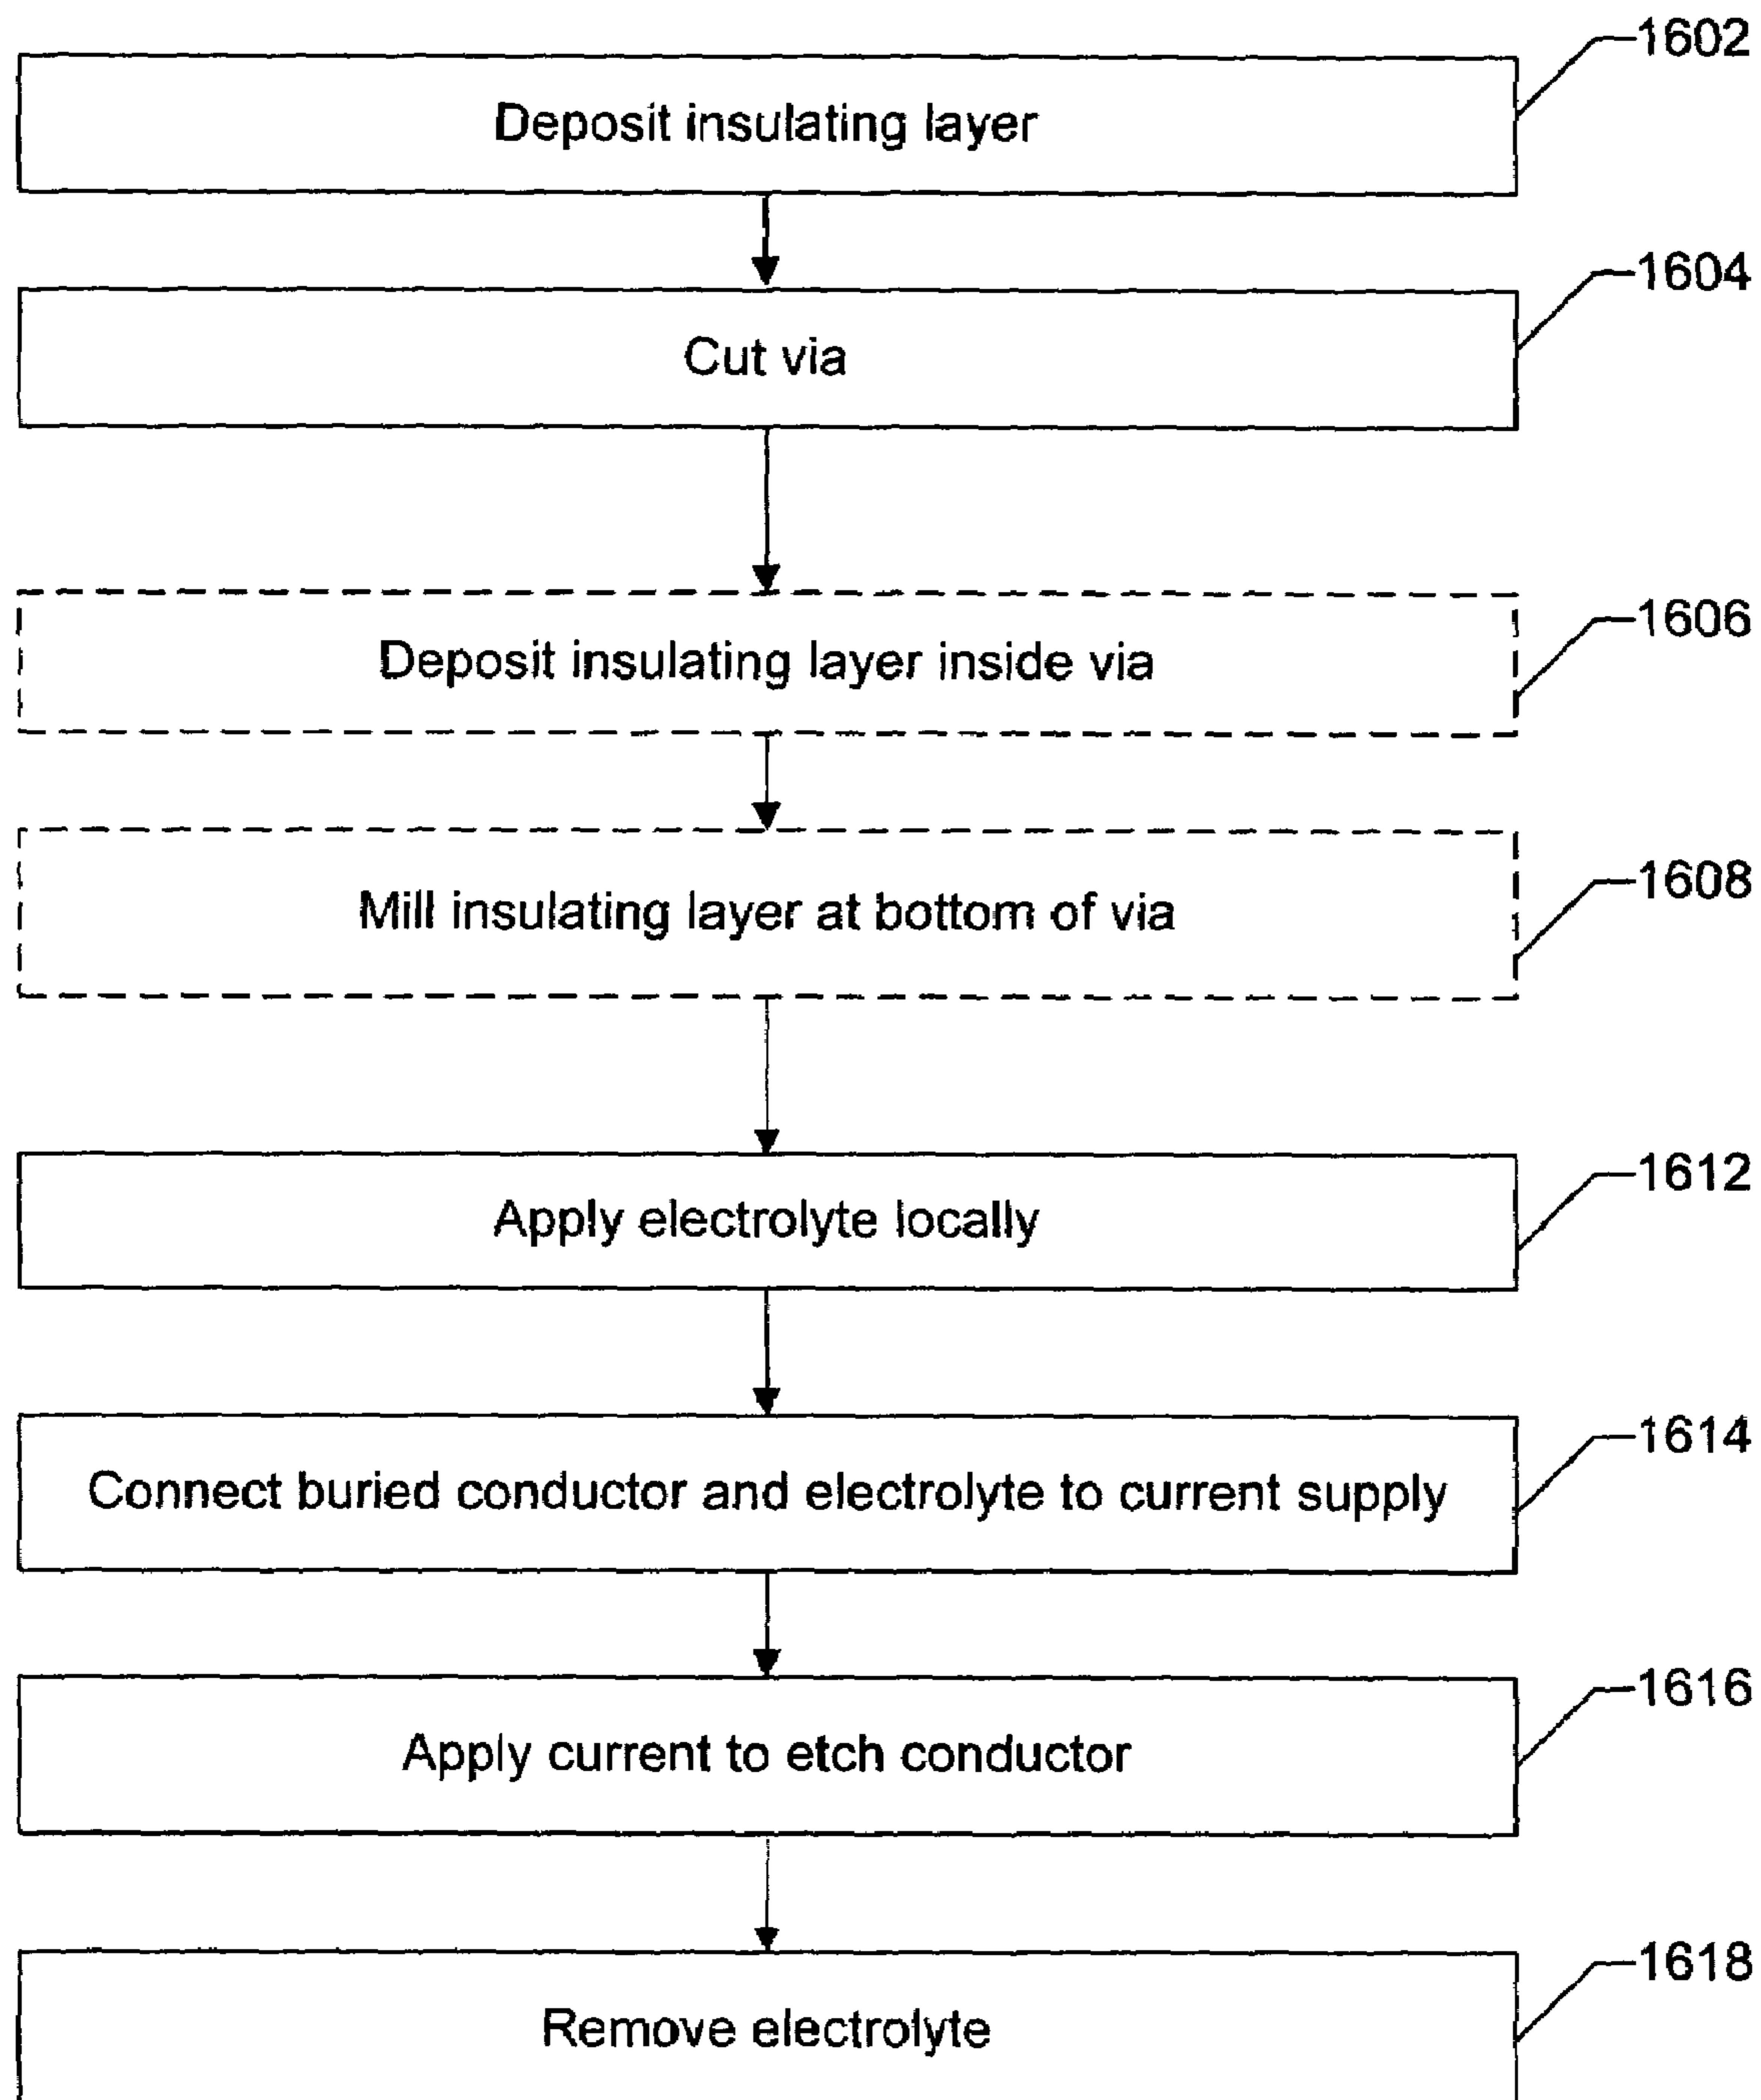 1602
Deposit insulating layer
1604
Cut via
1606
Deposit insulating layer inside via
1608
Mill insulating layer at bottom of via
1612
Apply electrolyte locally
1614
Connect buried conductor and electrolyte to current supply
1616
Apply current to etch conductor
1618
Remove electrolyte